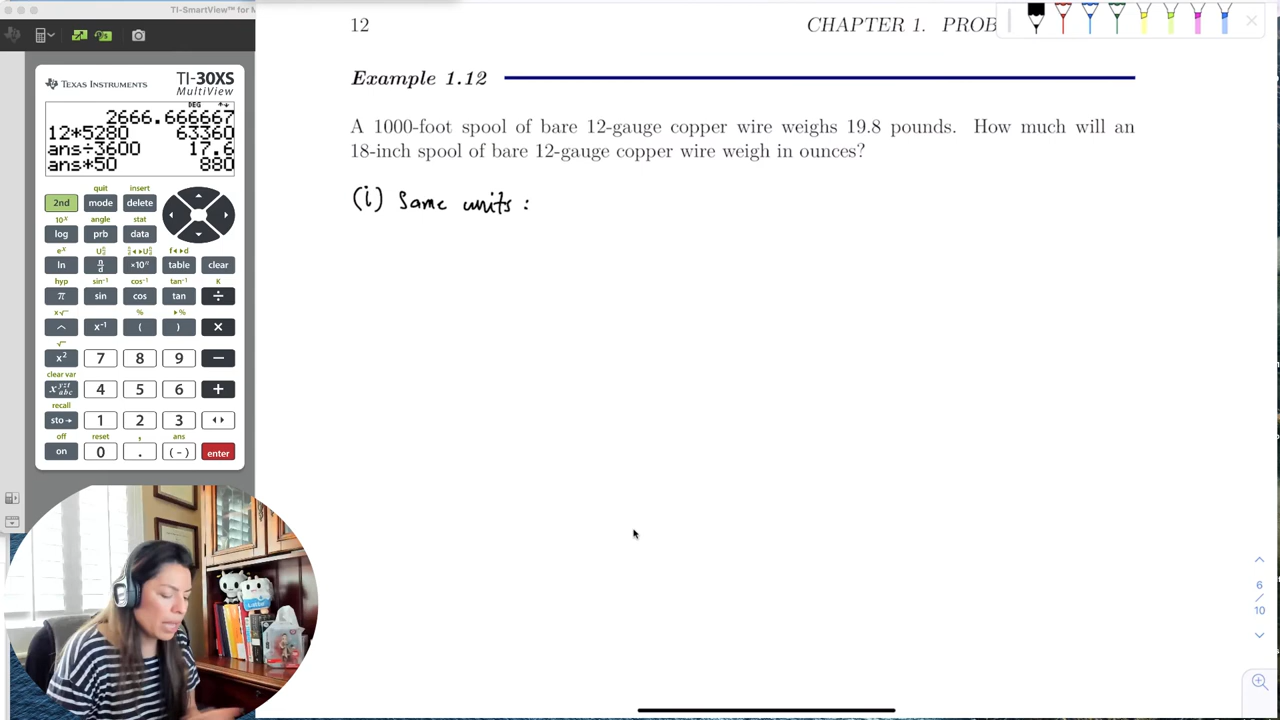 TI-SmartView™ for M
12 CHAPTER 1. PROB
Example 1.12
A 1000-foot spool of bare 12-gauge copper wire weighs 19.8 pounds. How much will an
18-inch spool of bare 12-gauge copper wire weigh in ounces?
(i) Same units :
TEXAS INSTRUMENTS TI-30XS
MultiView
DEG
2666.666667
12*5280 63360
ans÷3600 17.6
ans*50 880
quit insert
2nd mode delete
10ˣ angle stat
log prb data
eˣ
ln n/d ×10ⁿ table clear
hyp sin⁻¹ cos⁻¹ tan⁻¹ K
π sin cos tan ÷
% ▸%
^ x⁻¹ ( ) ×
√
x² 7 8 9 −
clear var
x yzt abc 4 5 6 +
recall
sto→ 1 2 3 ◂▸
off reset , ans
on 0 . (-) enter
6
/
10